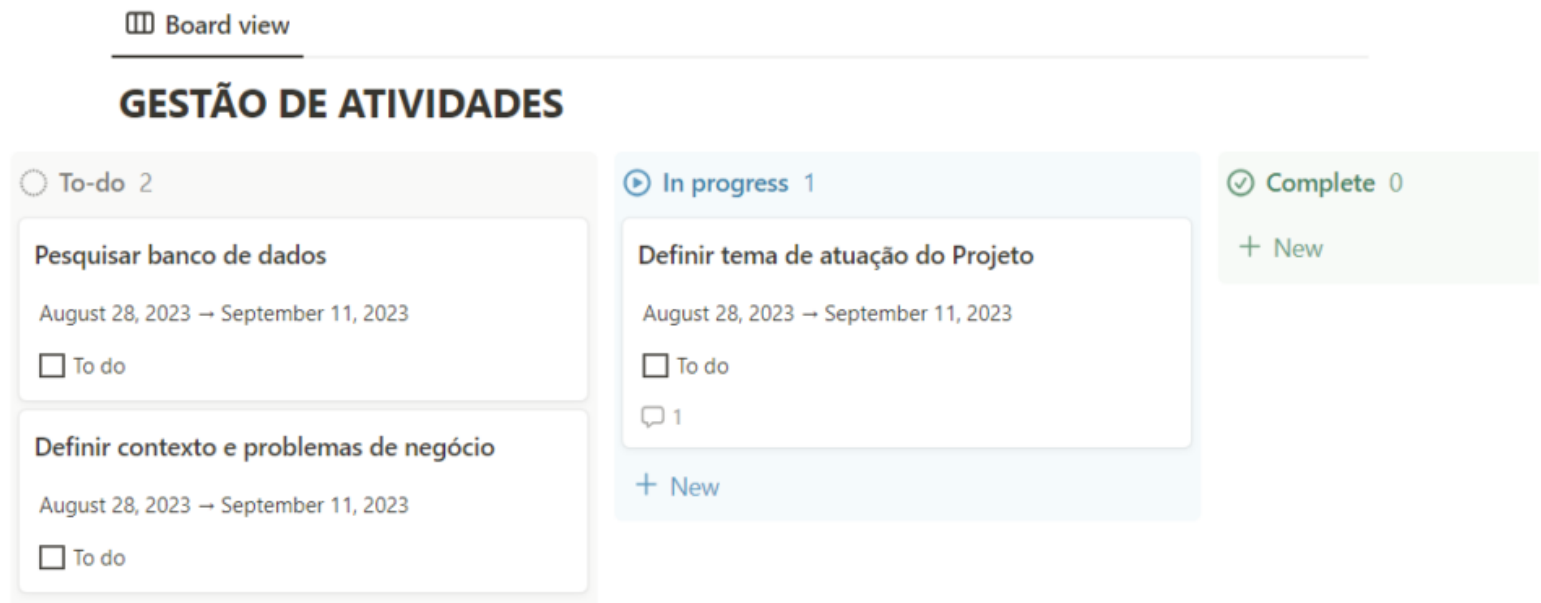 Board view
GESTÃO DE ATIVIDADES
To-do 2
Pesquisar banco de dados
August 28, 2023 → September 11, 2023
To do
Definir contexto e problemas de negócio
August 28, 2023 → September 11, 2023
To do
In progress 1
Definir tema de atuação do Projeto
August 28, 2023 → September 11, 2023
To do
1
+ New
Complete 0
+ New